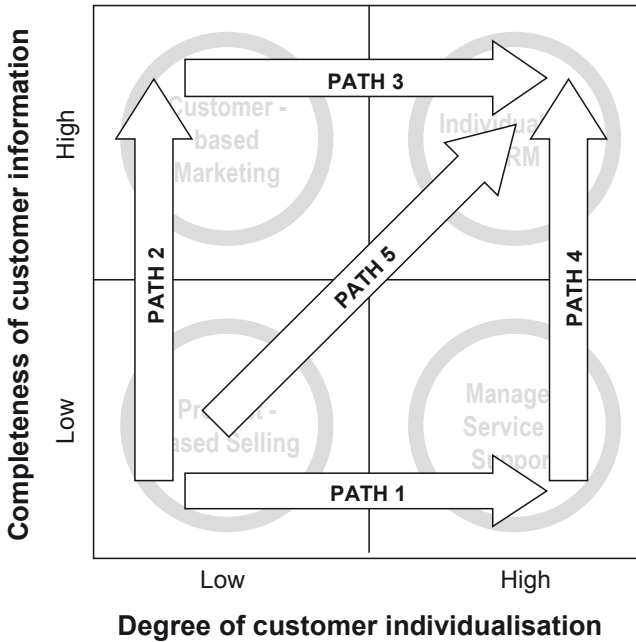 Completeness of customer information
High
Low
PATH 3
Customer -
based
Marketing
PATH 2
PATH 5
PATH 4
Manage
Service
Selling
PATH 1
Low
High
Degree of customer individualisation